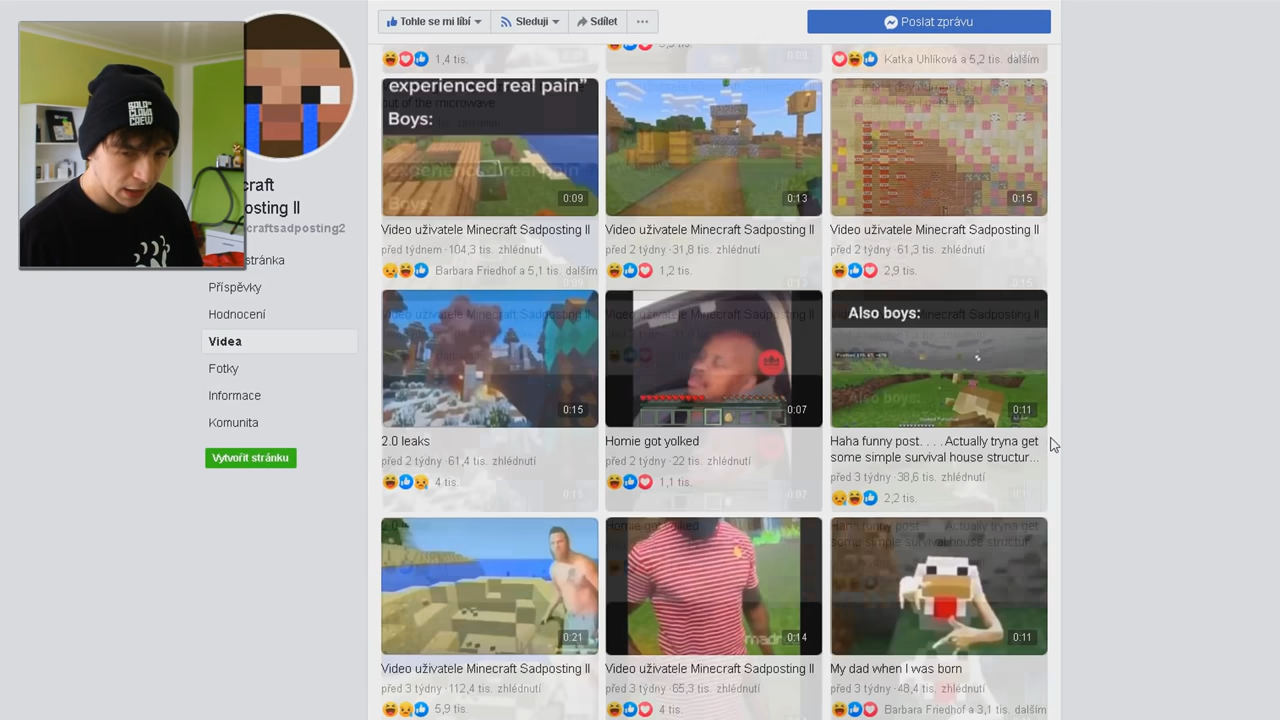 Tohle se mi líbí
Sleduji
Sdílet
Poslat zprávu
craft
osting II
craftsadposting2
stránka
Příspěvky
Hodnocení
Videa
Fotky
Informace
Komunita
Vytvořit stránku
1,4 tis.
Katka Uhlíková a 5,2 tis. dalším
experienced real pain"
Boys:
0:09
0:13
0:15
Video uživatele Minecraft Sadposting II
před týdnem · 104,3 tis. zhlédnutí
Barbara Friedhof a 5,1 tis. dalším
Video uživatele Minecraft Sadposting II
před 2 týdny · 31,8 tis. zhlédnutí
1,2 tis.
Video uživatele Minecraft Sadposting II
před 2 týdny · 61,3 tis. zhlédnutí
2,9 tis.
Also boys:
0:15
0:07
0:11
2.0 leaks
před 2 týdny · 61,4 tis. zhlédnutí
4 tis.
Homie got yolked
před 2 týdny · 22 tis. zhlédnutí
1,1 tis.
Haha funny post. . . . Actually tryna get
some simple survival house structur...
před 3 týdny · 38,6 tis. zhlédnutí
2,2 tis.
0:21
0:14
0:11
Video uživatele Minecraft Sadposting II
před 3 týdny · 112,4 tis. zhlédnutí
5,9 tis.
Video uživatele Minecraft Sadposting II
před 3 týdny · 65,3 tis. zhlédnutí
4 tis.
My dad when I was born
před 3 týdny · 48,4 tis. zhlédnutí
Barbara Friedhof a 3,1 tis. dalším